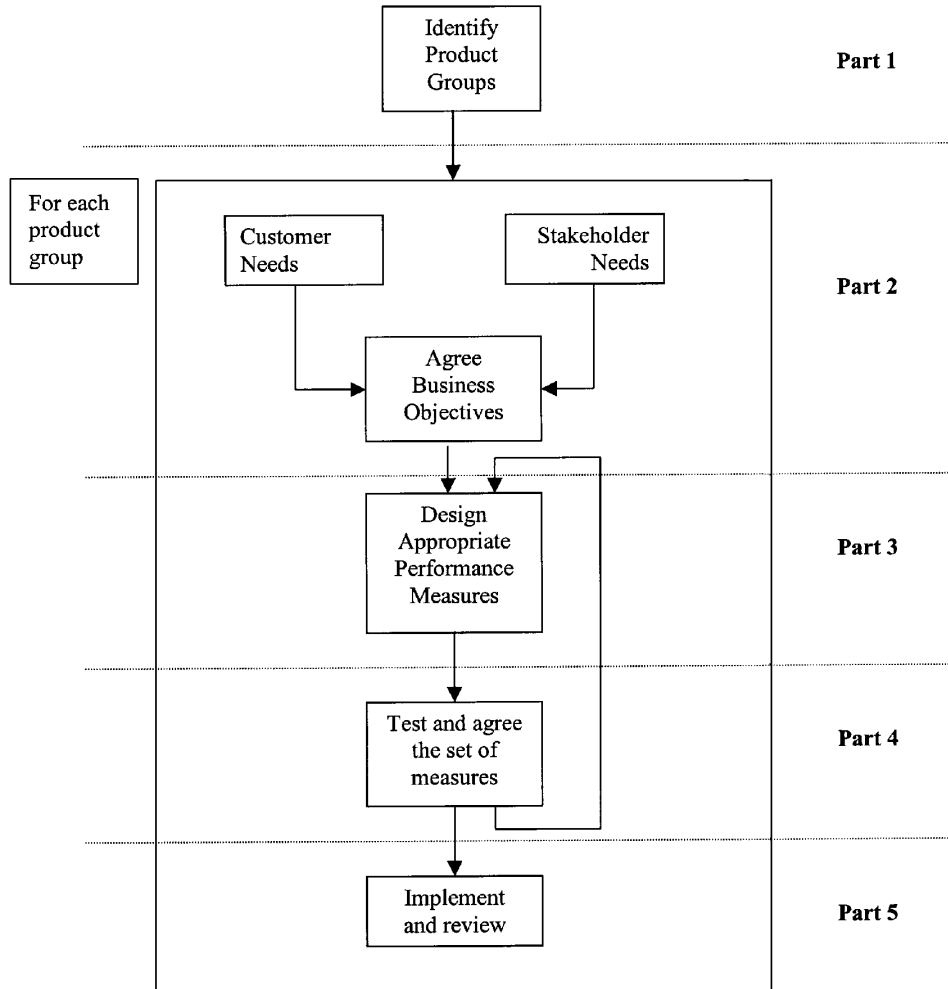 Identify
Product
Groups
Part 1
For each
product
group
Customer
Needs
Stakeholder
Needs
Part 2
Agree
Business
Objectives
Design
Appropriate
Performance
Measures
Part 3
Test and agree
the set of
measures
Part 4
Implement
and review
Part 5